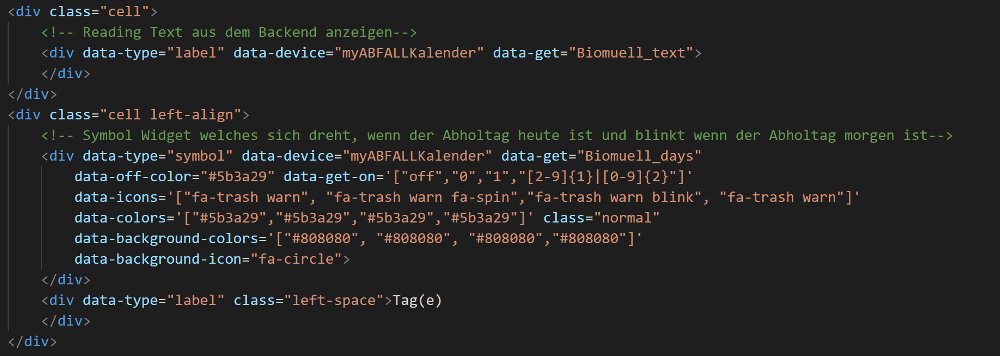 <div class="cell">
    <!-- Reading Text aus dem Backend anzeigen-->
    <div data-type="label" data-device="myABFALLKalender" data-get="Biomuell_text">
    </div>
</div>
<div class="cell left-align">
    <!-- Symbol Widget welches sich dreht, wenn der Abholtag heute ist und blinkt wenn der Abholtag morgen ist-->
    <div data-type="symbol" data-device="myABFALLKalender" data-get="Biomuell_days"
        data-off-color="#5b3a29" data-get-on='["off","0","1","[2-9]{1}|[0-9]{2}"]'
        data-icons='["fa-trash warn", "fa-trash warn fa-spin","fa-trash warn blink", "fa-trash warn"]'
        data-colors='["#5b3a29","#5b3a29","#5b3a29","#5b3a29"]' class="normal"
        data-background-colors='["#808080", "#808080", "#808080","#808080"]'
        data-background-icon="fa-circle">
    </div>
    <div data-type="label" class="left-space">Tag(e)
    </div>
</div>